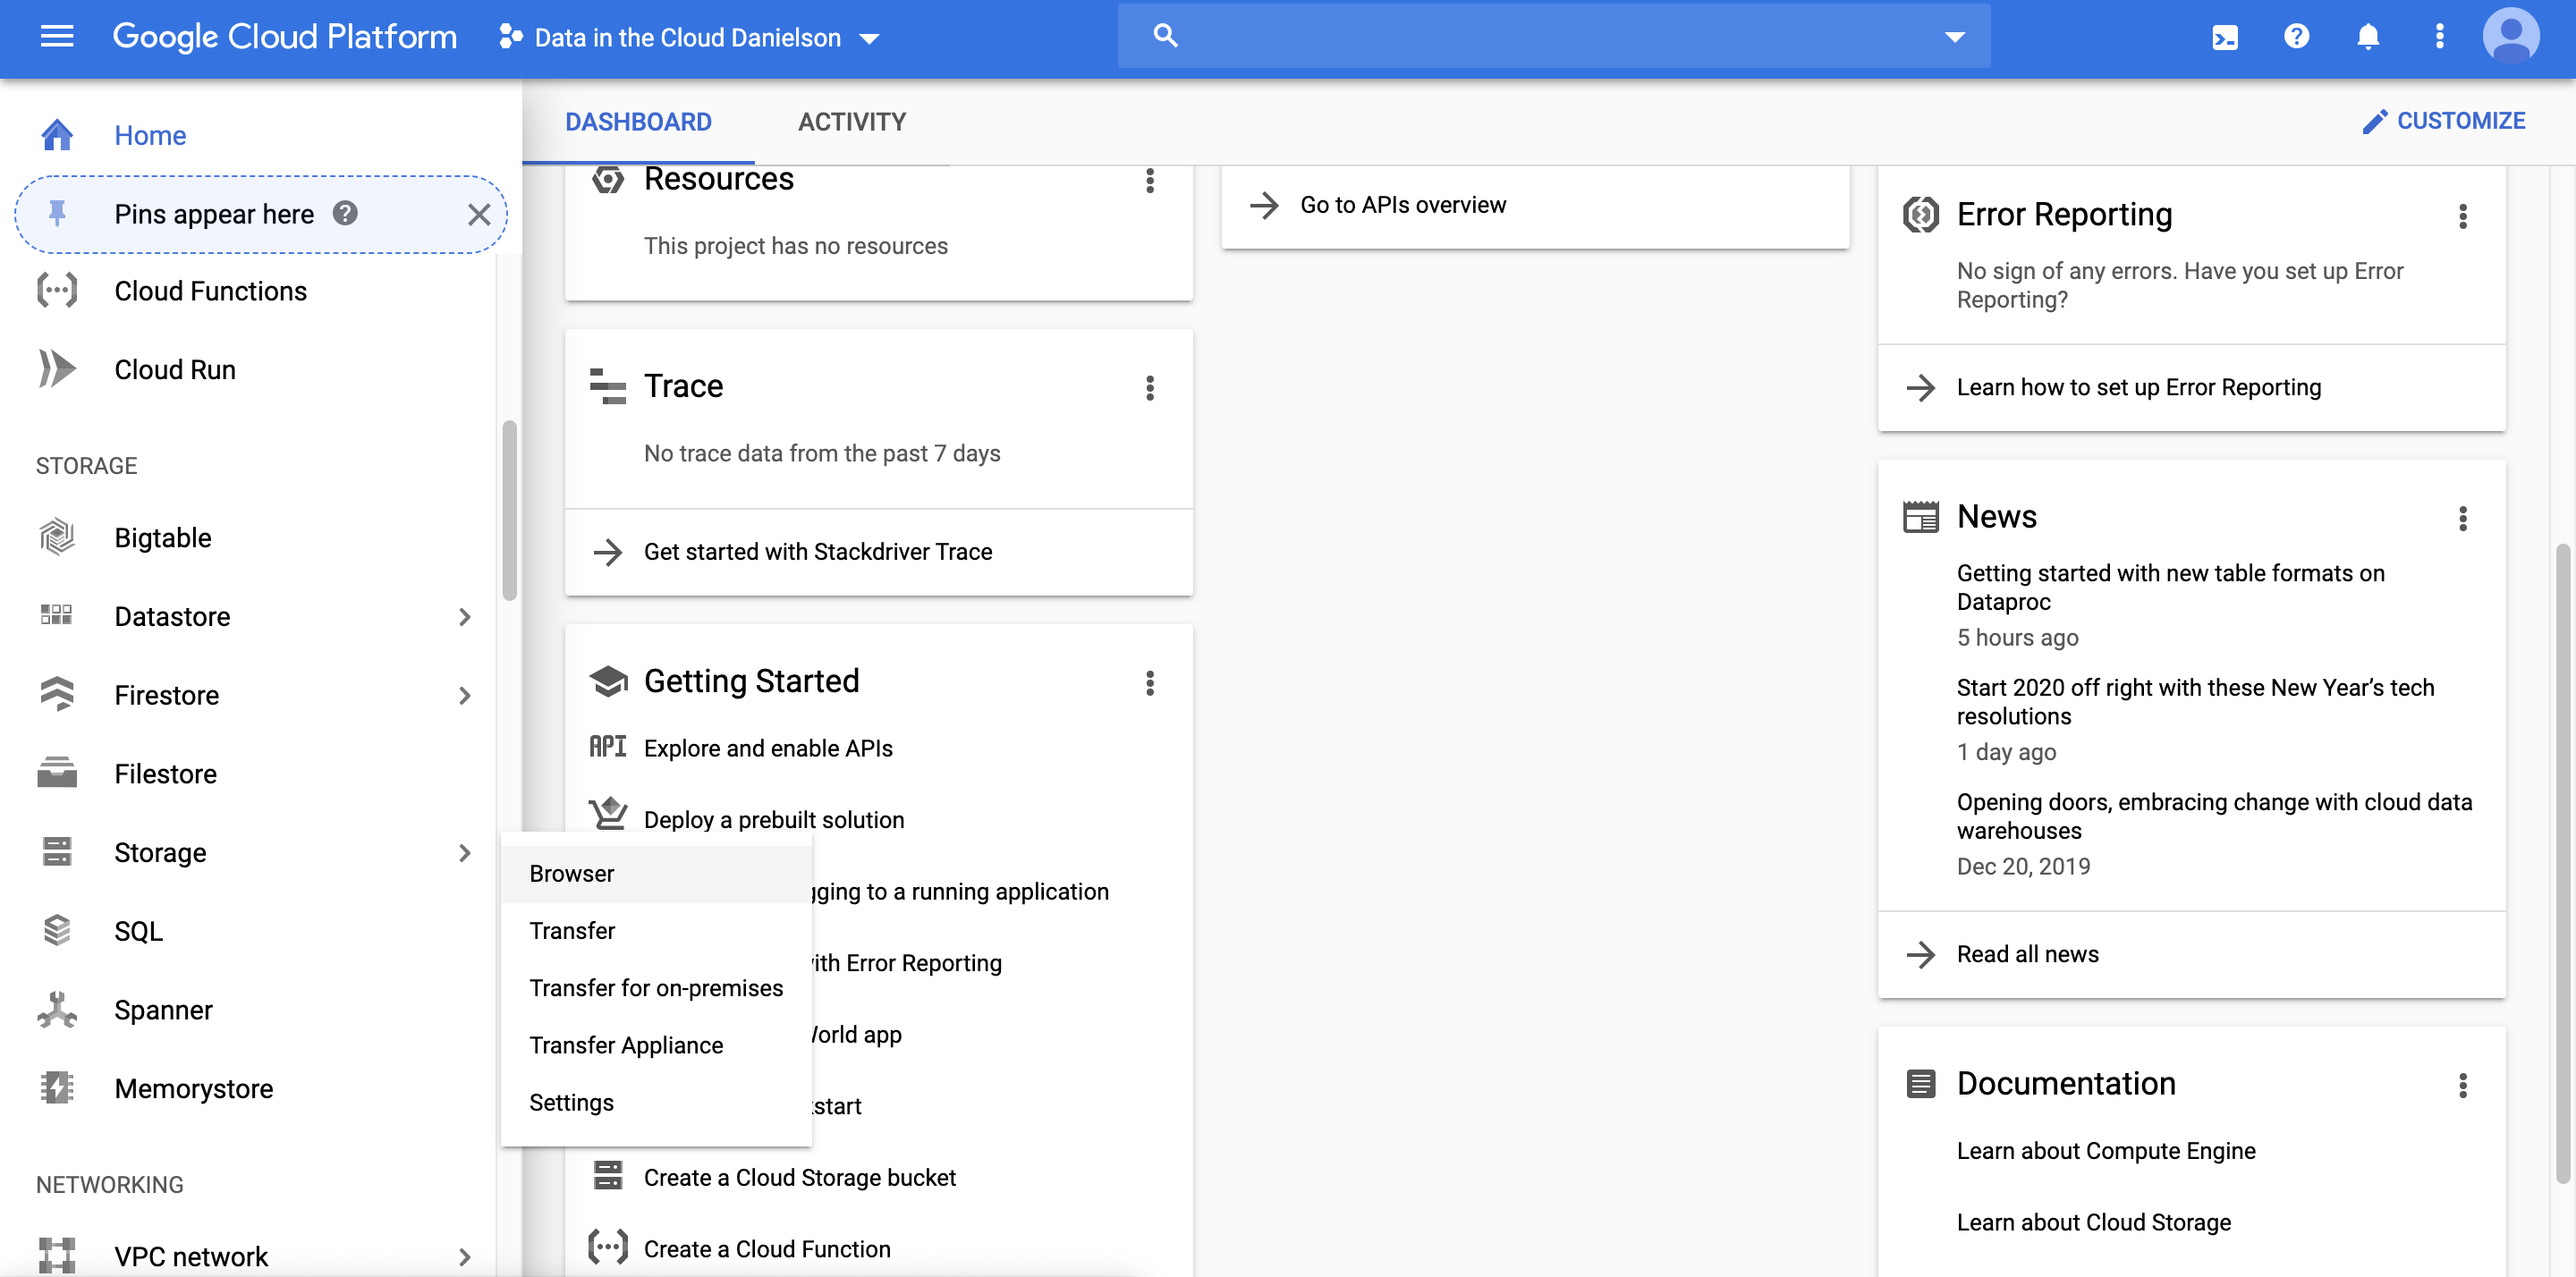 Google Cloud Platform
Data in the Cloud Danielson
Home
Pins appear here
Cloud Functions
Cloud Run
STORAGE
Bigtable
Datastore
Firestore
Filestore
Storage
SQL
Spanner
Memorystore
NETWORKING
VPC network
Browser
Transfer
Transfer for on-premises
Transfer Appliance
Settings
DASHBOARD
ACTIVITY
CUSTOMIZE
Resources
This project has no resources
Trace
No trace data from the past 7 days
Get started with Stackdriver Trace
Getting Started
API Explore and enable APIs
Deploy a prebuilt solution
gging to a running application
ith Error Reporting
World app
kstart
Create a Cloud Storage bucket
Create a Cloud Function
Go to APIs overview
Error Reporting
No sign of any errors. Have you set up Error
Reporting?
Learn how to set up Error Reporting
News
Getting started with new table formats on
Dataproc
5 hours ago
Start 2020 off right with these New Year’s tech
resolutions
1 day ago
Opening doors, embracing change with cloud data
warehouses
Dec 20, 2019
Read all news
Documentation
Learn about Compute Engine
Learn about Cloud Storage